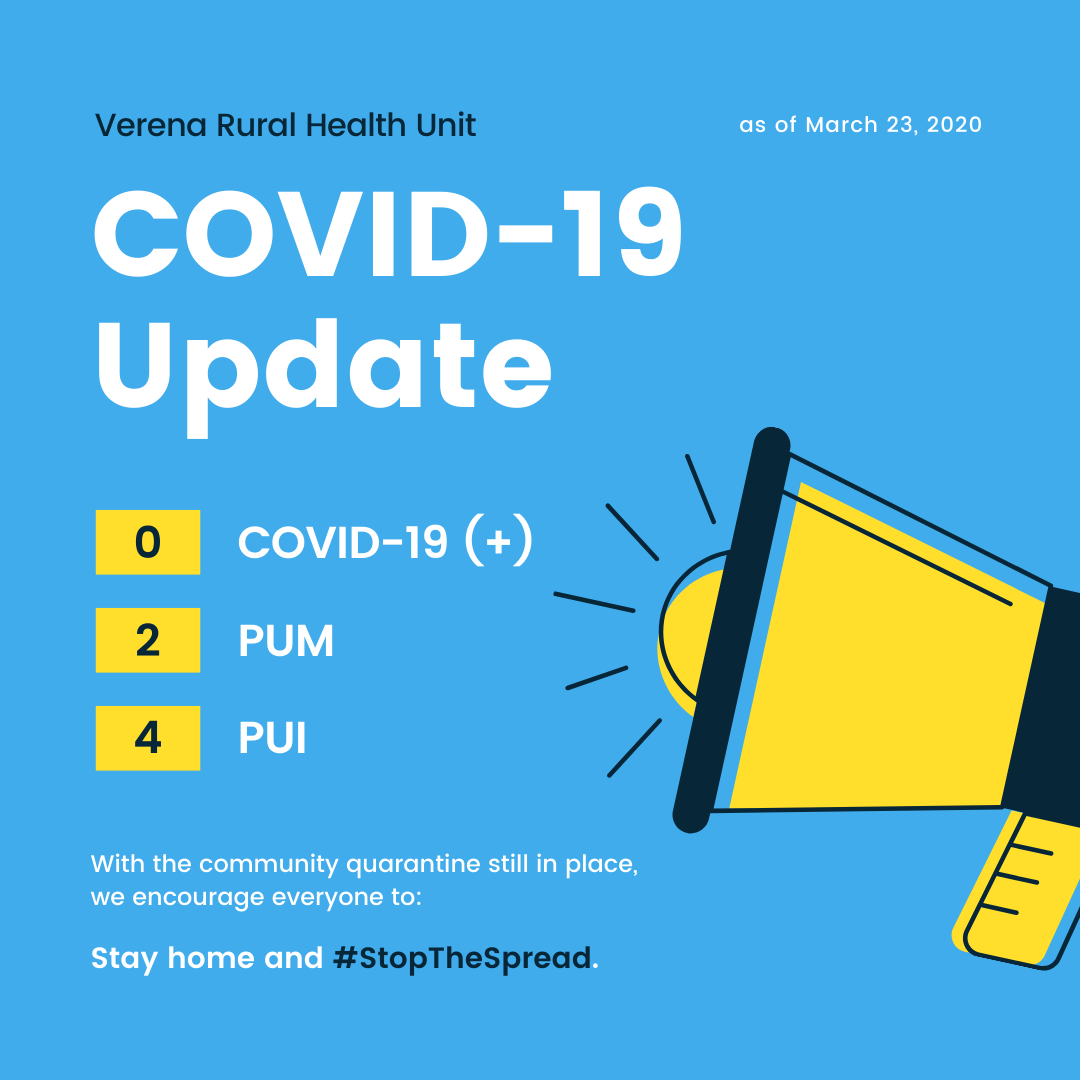 Verena Rural Health Unit
as of March 23, 2020
COVID-19
Update
0 COVID-19 (+)
2 PUM
4 PUI
With the community quarantine still in place,
we encourage everyone to:
Stay home and #StopTheSpread.